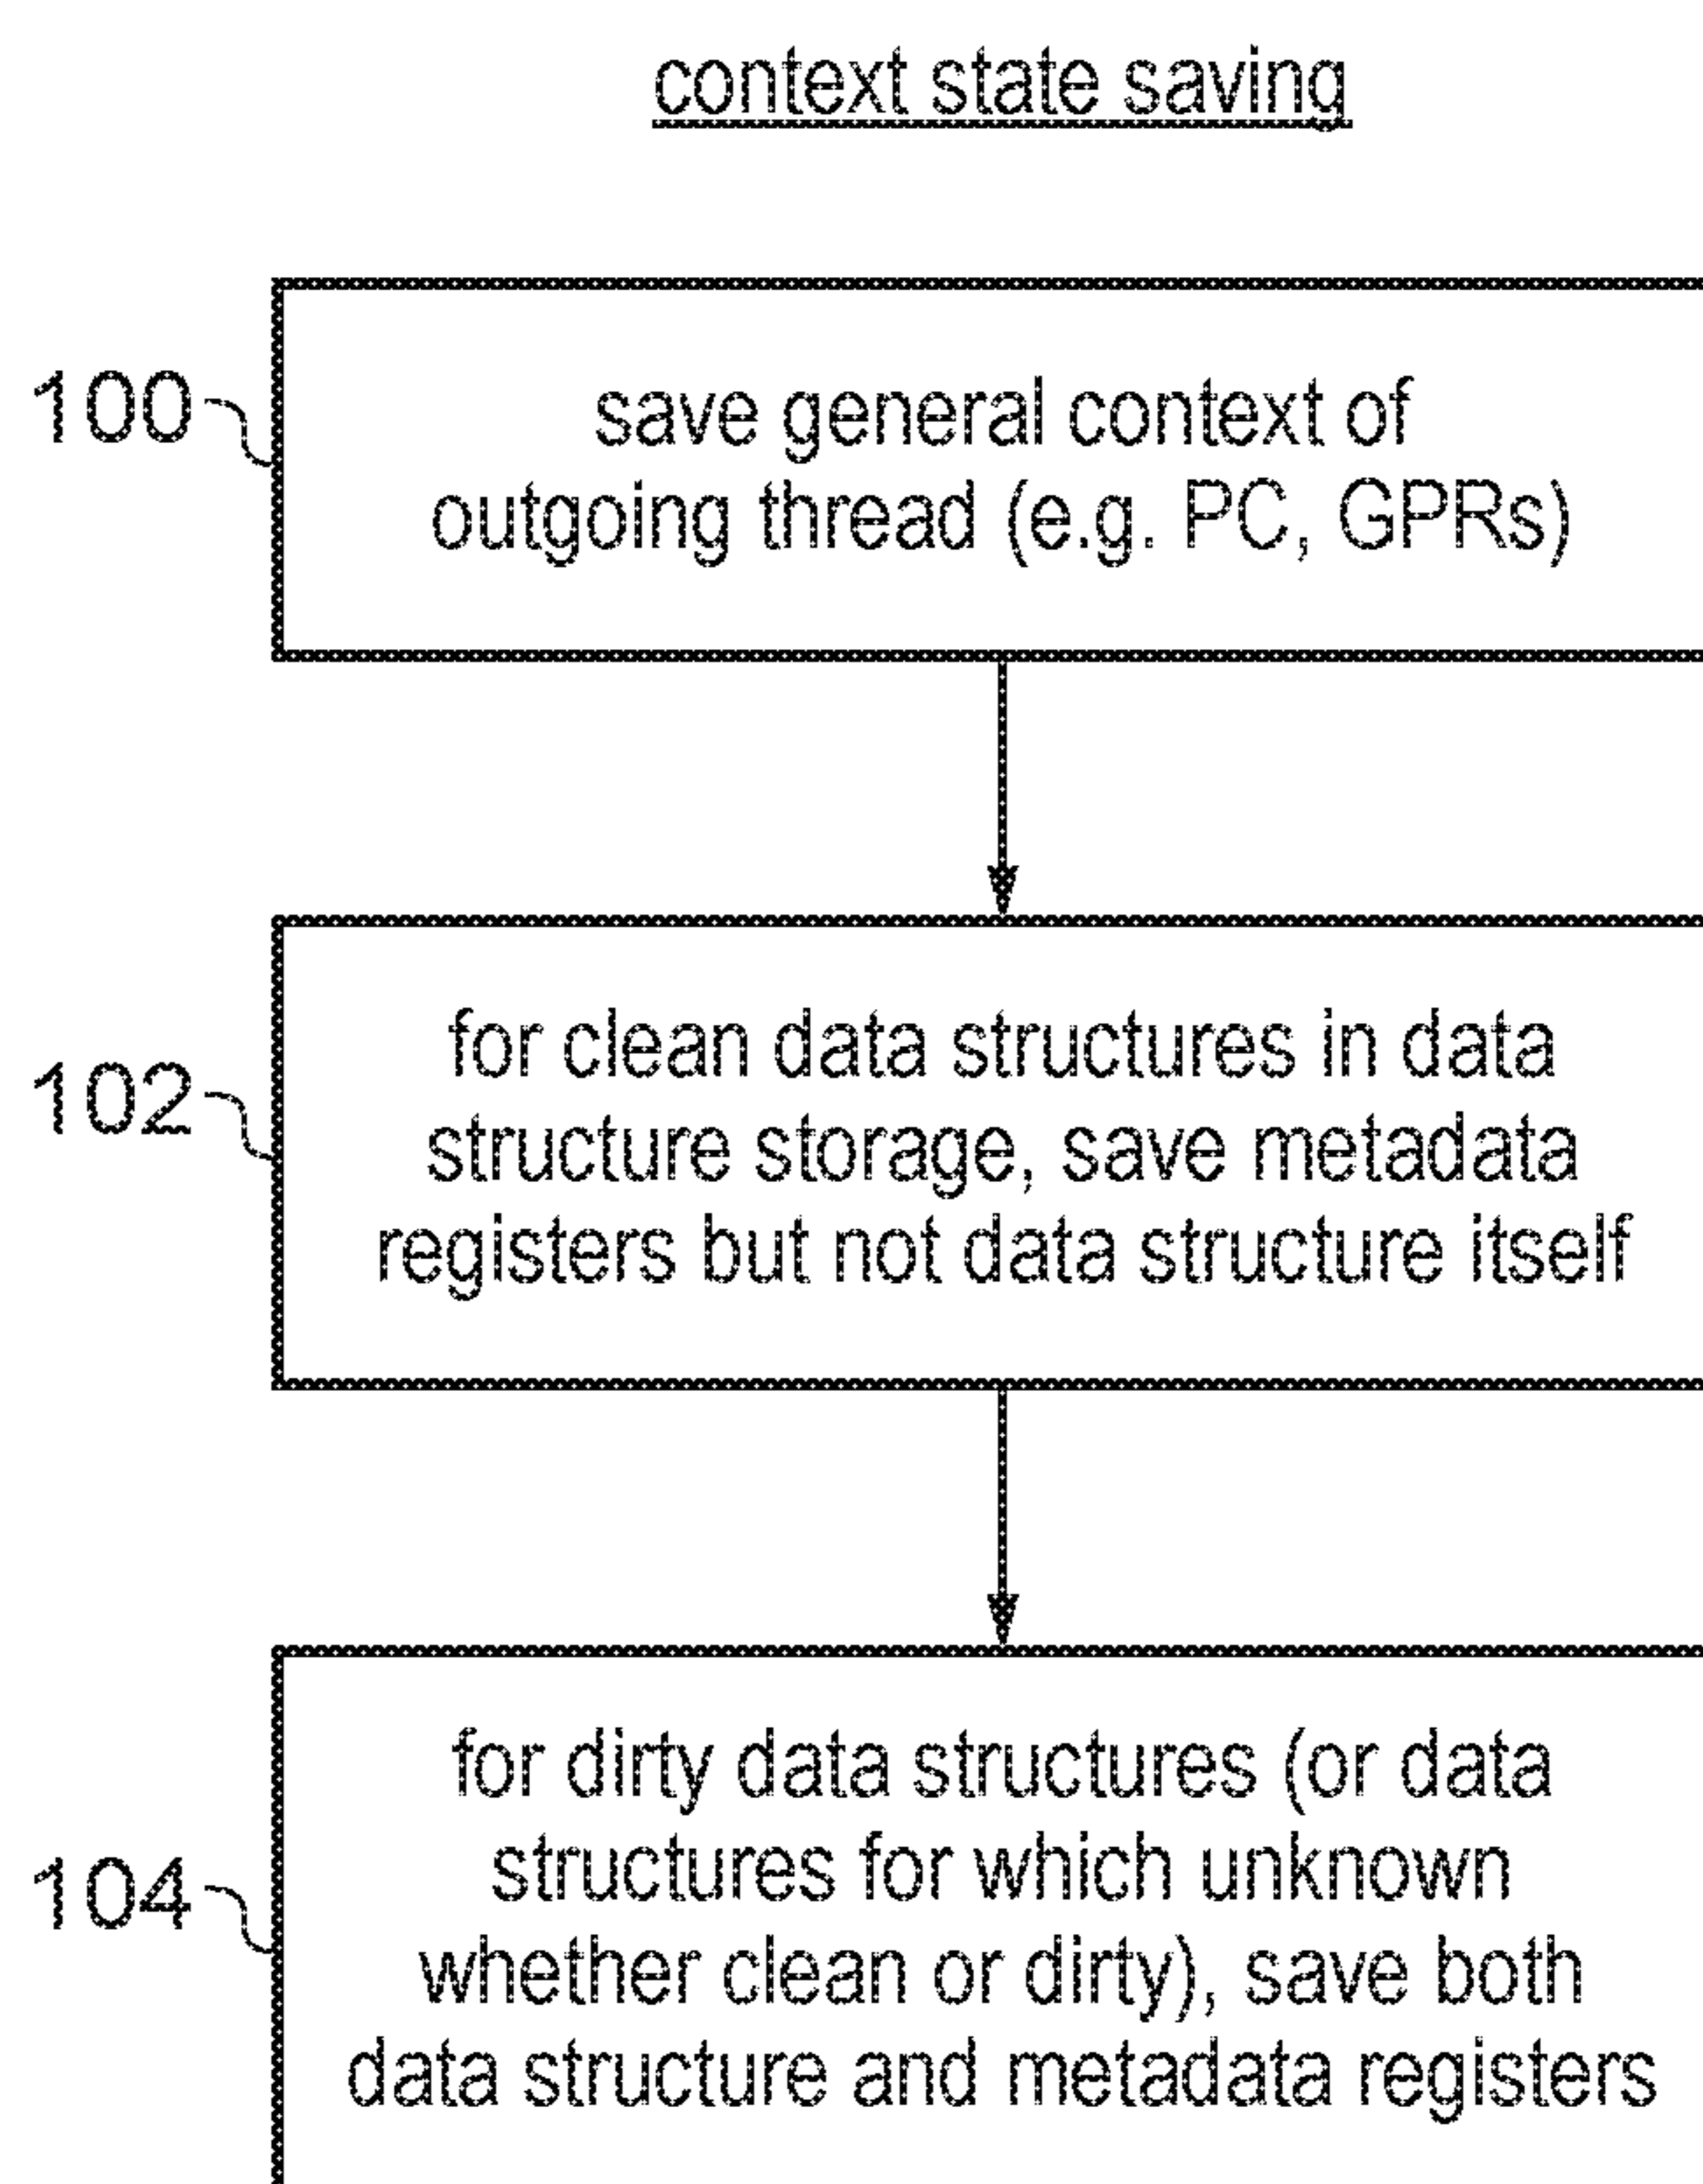 context state saving
100
save general context of
outgoing thread (e.g. PC, GPRs)
102
for clean data structures in data
structure storage, save metadata
registers but not data structure itself
104
for dirty data structures (or data
structures for which unknown
whether clean or dirty), save both
data structure and metadata registers